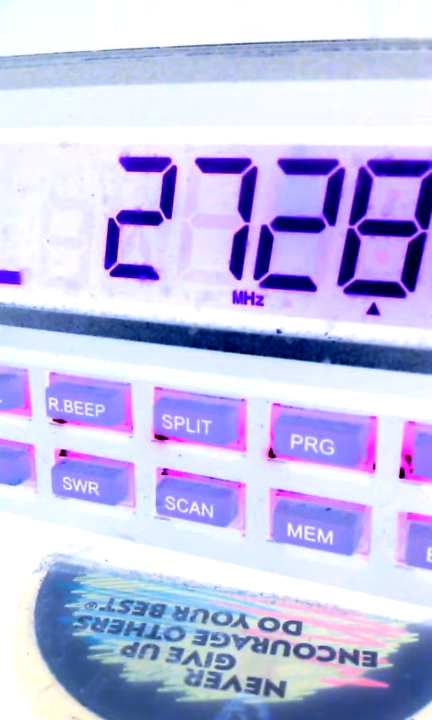 2728
MHz
R.BEEP
SPLIT
PRG
SWR
SCAN
MEM
NEVER
GIVE UP
ENCOURAGE OTHERS
DO YOUR BEST®